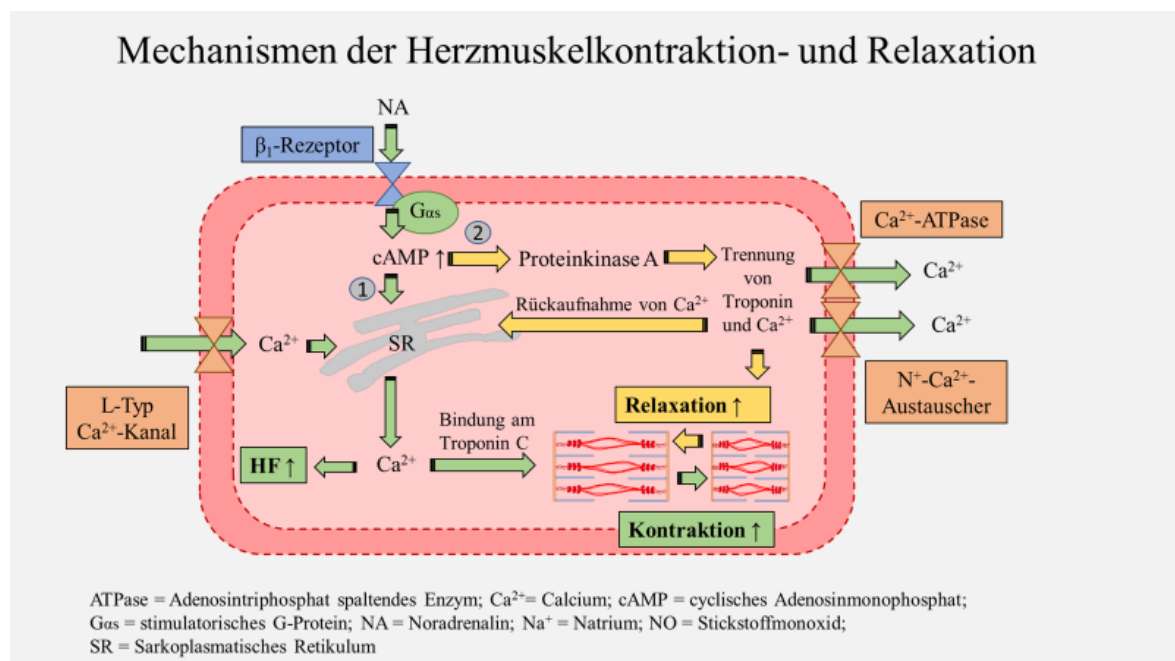 Mechanismen der Herzmuskelkontraktion- und Relaxation
NA
β₁-Rezeptor
Gαs
2
cAMP ↑
Proteinkinase A
Trennung
von
Troponin
und Ca²⁺
Ca²⁺-ATPase
Ca²⁺
1
Rückaufnahme von Ca²⁺
Ca²⁺
SR
Ca²⁺
L-Typ
Ca²⁺-Kanal
N⁺-Ca²⁺-
Austauscher
Relaxation ↑
Bindung am
Troponin C
HF ↑
Ca²⁺
Kontraktion ↑
ATPase = Adenosintriphosphat spaltendes Enzym; Ca²⁺= Calcium; cAMP = cyclisches Adenosinmonophosphat;
Gαs = stimulatorisches G-Protein; NA = Noradrenalin; Na⁺ = Natrium; NO = Stickstoffmonoxid;
SR = Sarkoplasmatisches Retikulum